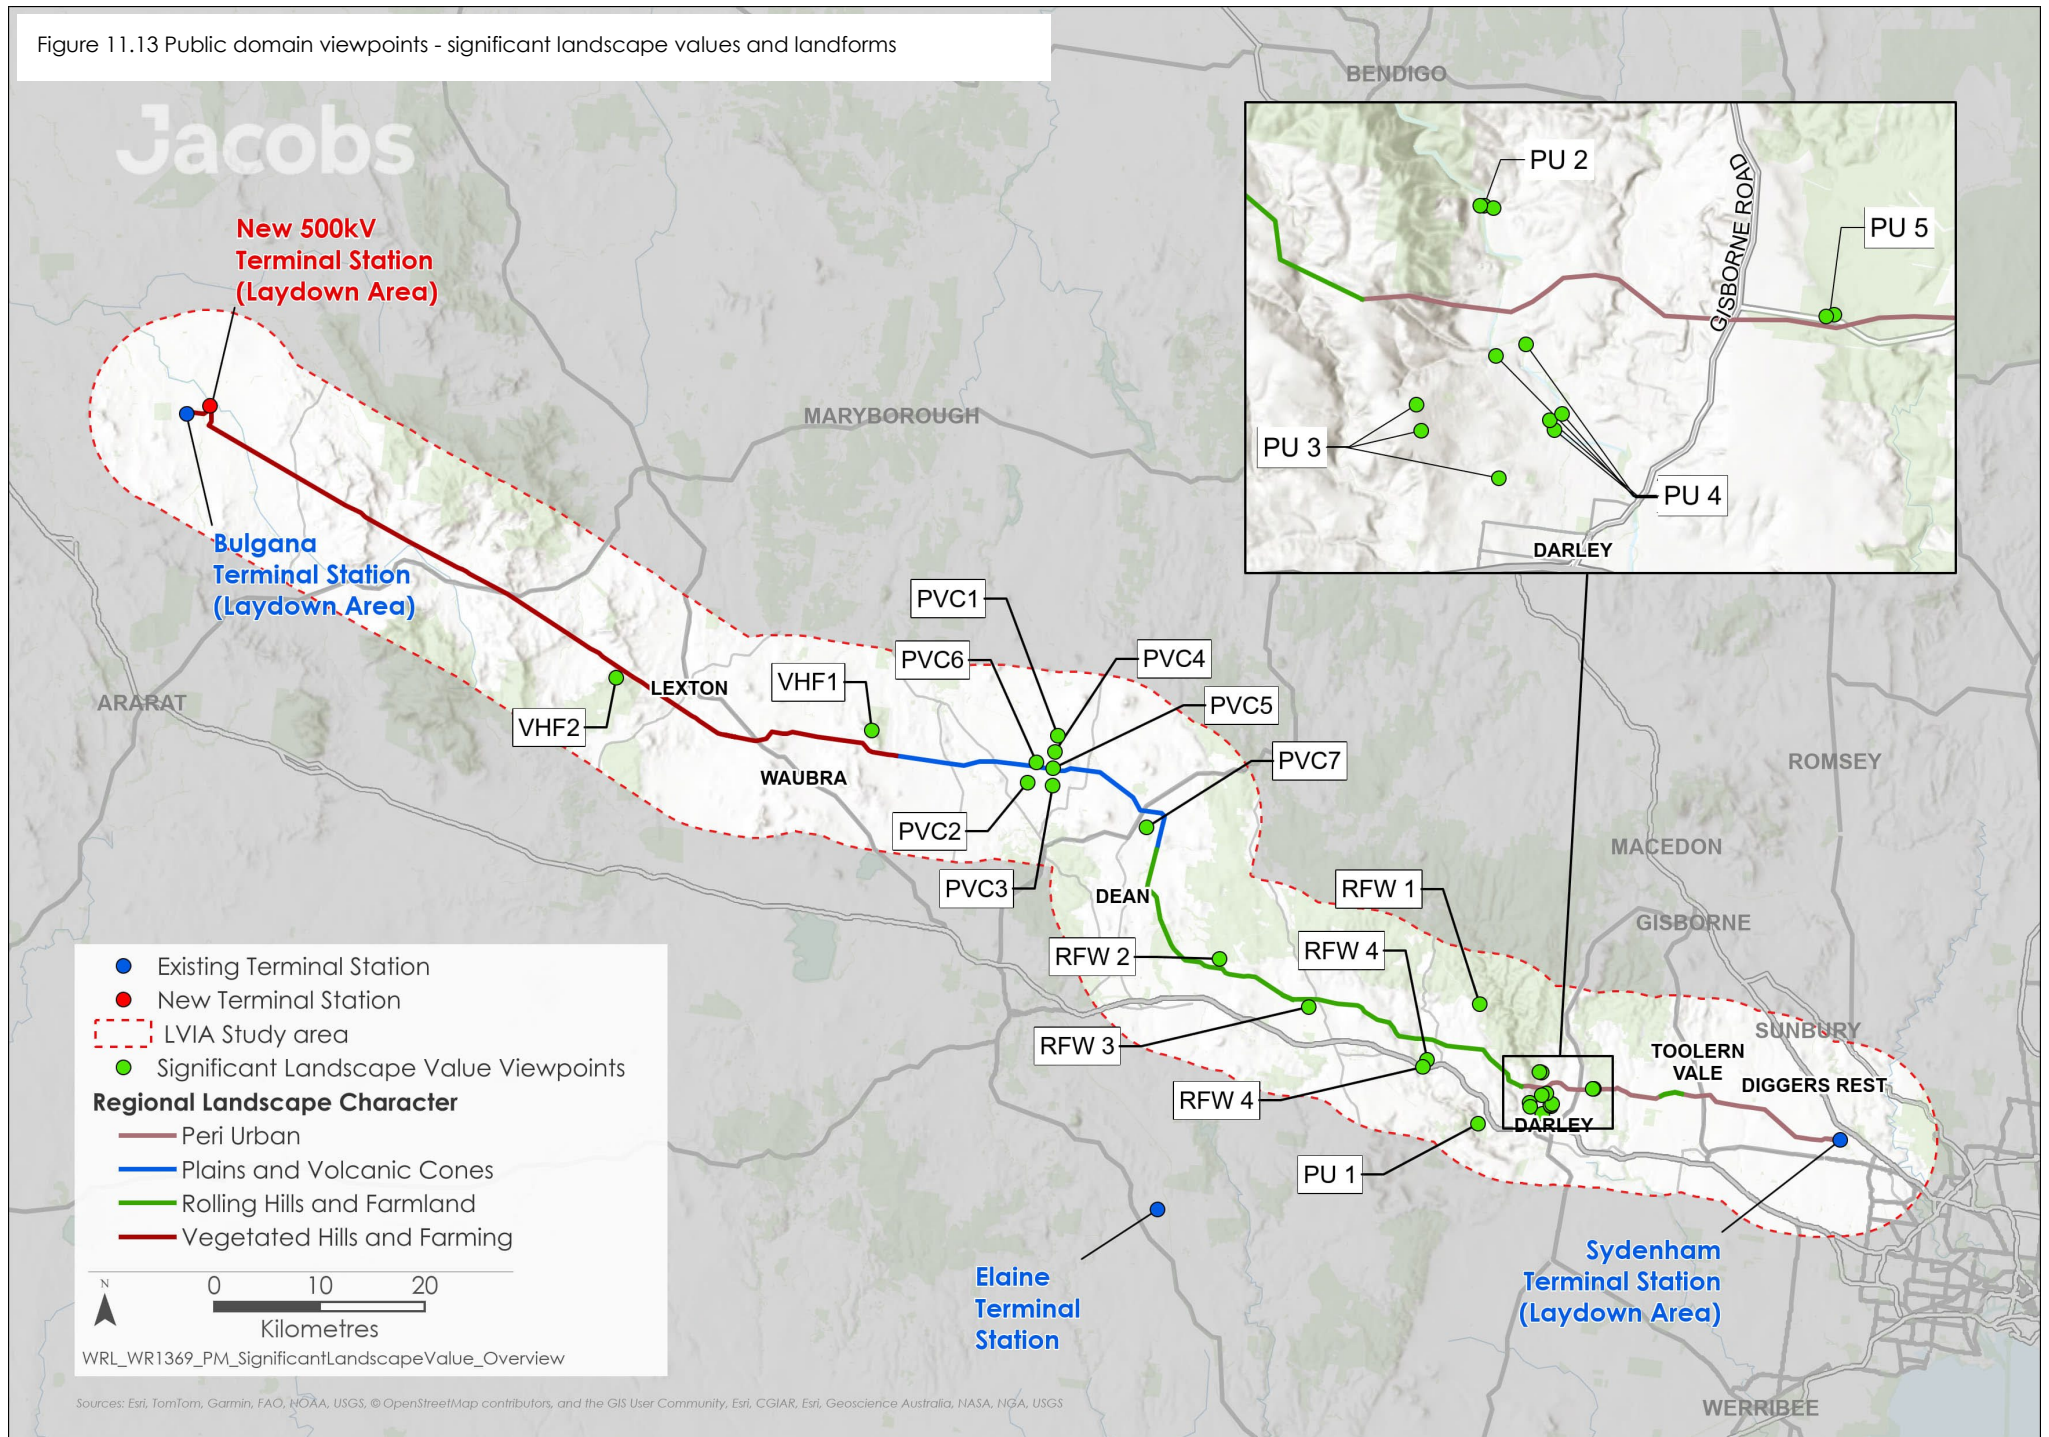 Figure 11.13 Public domain viewpoints - significant landscape values and landforms
Jacobs
BENDIGO
PU 2
GISBORNE ROAD
PU 5
PU 3
PU 4
DARLEY
New 500kV
Terminal Station
(Laydown Area)
MARYBOROUGH
Bulgana
Terminal Station
(Laydown Area)
PVC1
PVC6
PVC4
VHF1
LEXTON
PVC5
ARARAT
VHF2
PVC7
ROMSEY
WAUBRA
PVC2
MACEDON
PVC3
DEAN
RFW 1
GISBORNE
RFW 2
RFW 4
RFW 3
SUNBURY
TOOLERN
VALE
DIGGERS REST
RFW 4
DARLEY
PU 1
Elaine
Terminal
Station
Sydenham
Terminal Station
(Laydown Area)
WERRIBEE
Existing Terminal Station
New Terminal Station
LVIA Study area
Significant Landscape Value Viewpoints
Regional Landscape Character
Peri Urban
Plains and Volcanic Cones
Rolling Hills and Farmland
Vegetated Hills and Farming
N
0 10 20
Kilometres
WRL_WR1369_PM_SignificantLandscapeValue_Overview
Sources: Esri, TomTom, Garmin, FAO, NOAA, USGS, © OpenStreetMap contributors, and the GIS User Community, Esri, CGIAR, Esri, Geoscience Australia, NASA, NGA, USGS